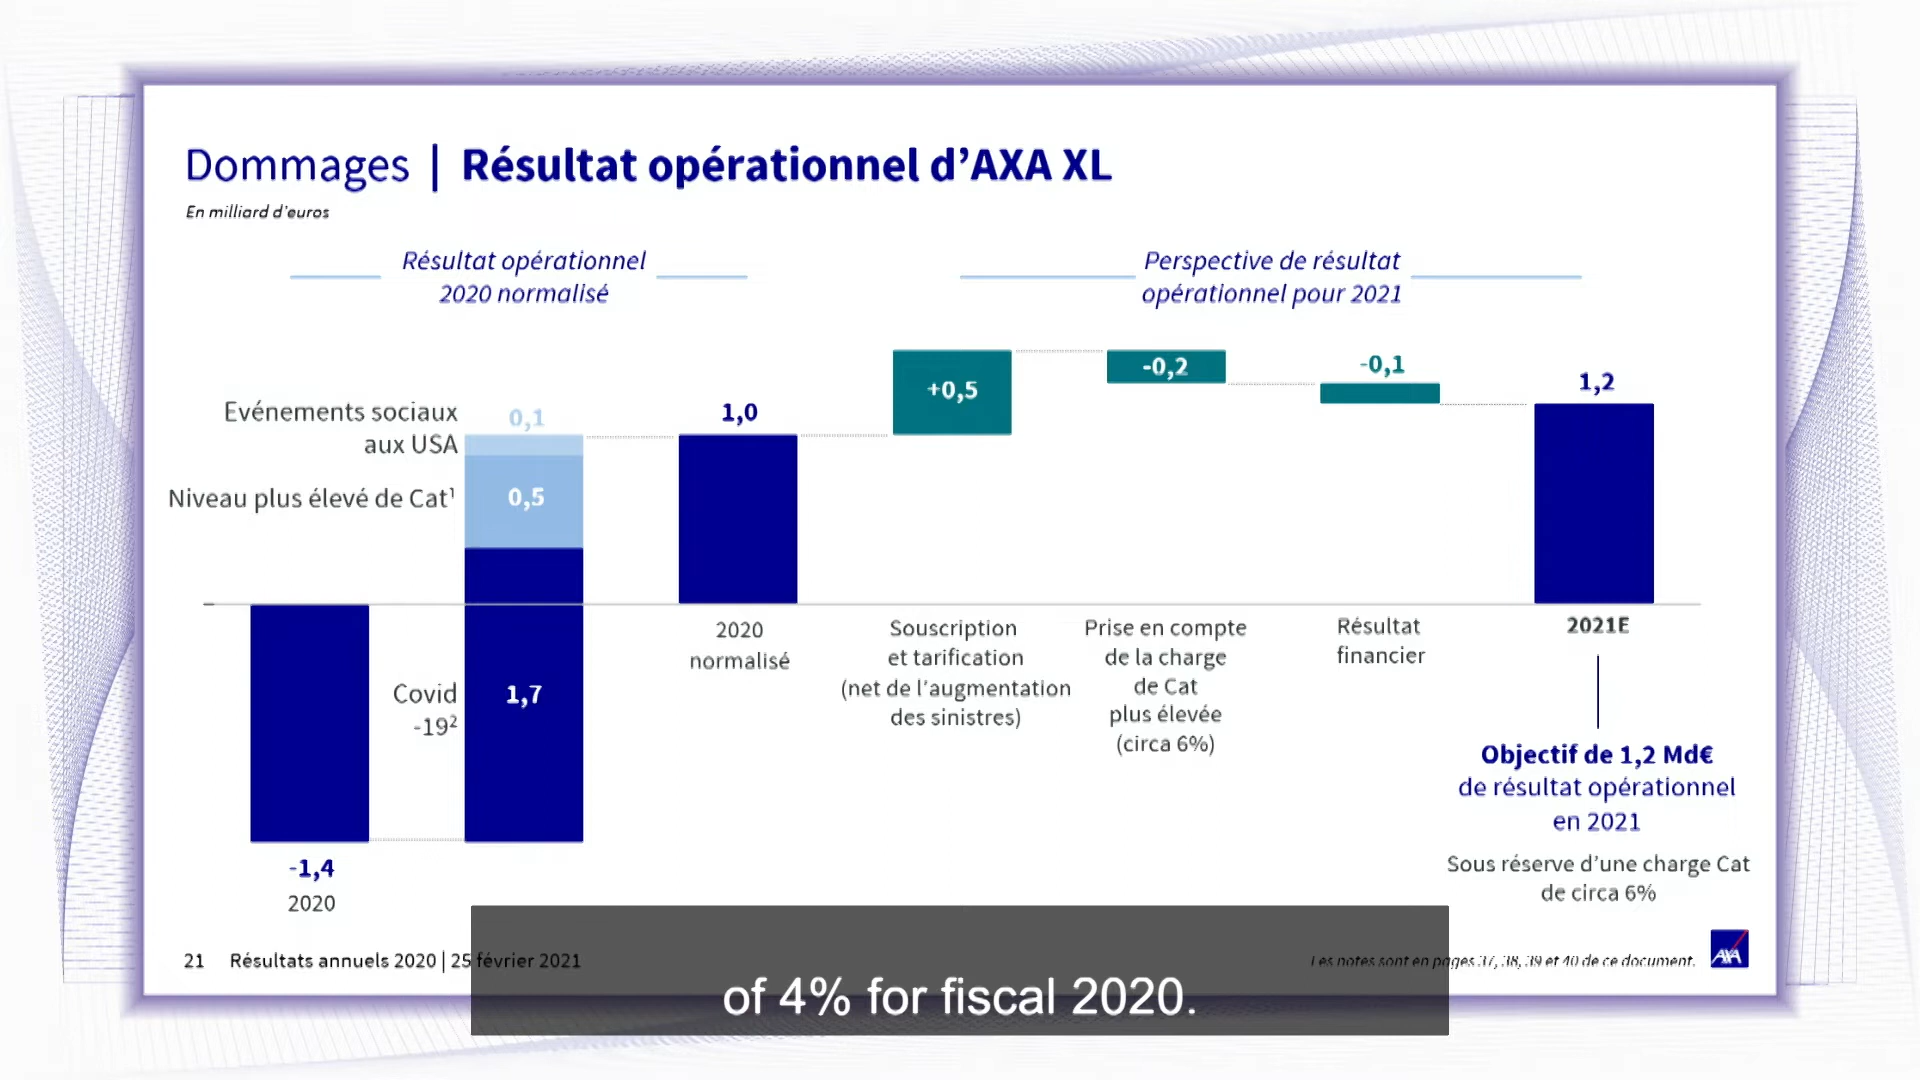 Dommages | Résultat opérationnel d'AXA XL
En milliard d'euros
Résultat opérationnel
2020 normalisé
Perspective de résultat
opérationnel pour 2021
Evénements sociaux
aux USA
0,1
Niveau plus élevé de Cat¹
0,5
Covid
-19²
1,7
-1,4
2020
1,0
2020
normalisé
+0,5
Souscription
et tarification
(net de l'augmentation
des sinistres)
-0,2
Prise en compte
de la charge
de Cat
plus élevée
(circa 6%)
-0,1
Résultat
financier
1,2
2021E
Objectif de 1,2 Md€
de résultat opérationnel
en 2021
Sous réserve d'une charge Cat
de circa 6%
21 Résultats annuels 2020 | 25 février 2021
Les notes sont en pages 37, 38, 39 et 40 de ce document.
AXA
of 4% for fiscal 2020.